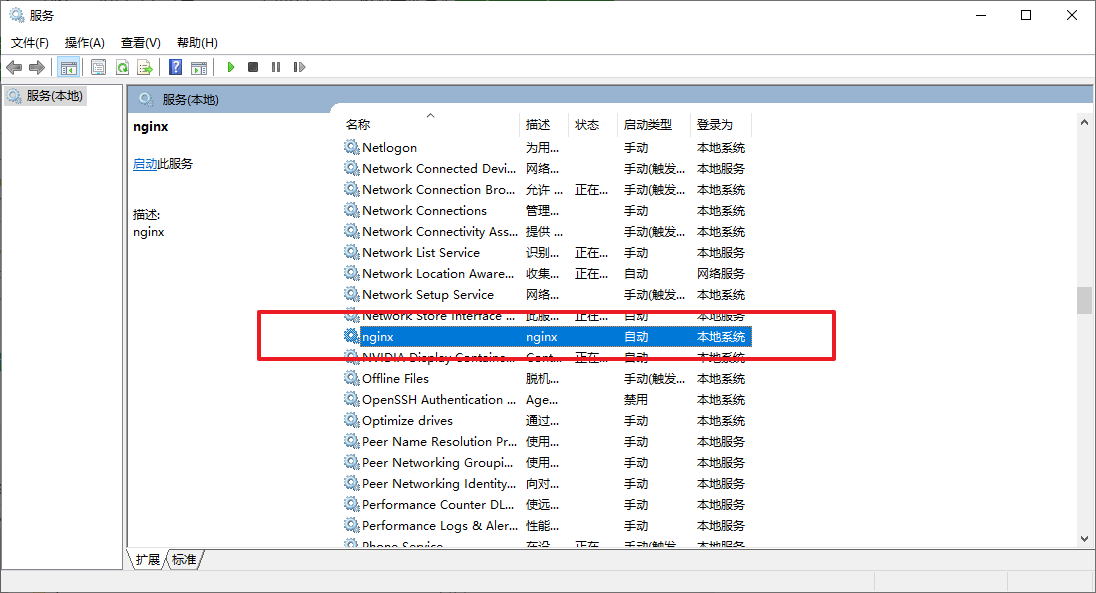 服务
文件(F) 操作(A) 查看(V) 帮助(H)
服务(本地)
服务(本地)
nginx
启动此服务
描述:
nginx
名称 描述 状态 启动类型 登录为
Netlogon 为用... 手动 本地系统
Network Connected Devi... 网络... 手动(触发... 本地服务
Network Connection Bro... 允许 ... 正在... 手动(触发... 本地系统
Network Connections 管理... 手动 本地系统
Network Connectivity Ass... 提供 ... 手动(触发... 本地系统
Network List Service 识别... 正在... 手动 本地服务
Network Location Aware... 收集... 正在... 自动 网络服务
Network Setup Service 网络... 手动(触发... 本地系统
Network Store Interface ... 此服... 正在... 自动 本地服务
nginx nginx 自动 本地系统
NVIDIA Display Containe... Cont... 正在... 自动 本地系统
Offline Files 脱机... 手动(触发... 本地系统
OpenSSH Authentication ... Age... 禁用 本地系统
Optimize drives 通过... 手动 本地系统
Peer Name Resolution Pr... 使用... 手动 本地服务
Peer Networking Groupi... 使用... 手动 本地服务
Peer Networking Identity... 向对... 手动 本地服务
Performance Counter DL... 使远... 手动 本地服务
Performance Logs & Aler... 性能... 手动 本地服务
Phone Service 在设... 正在... 手动(触发... 本地服务
扩展 标准